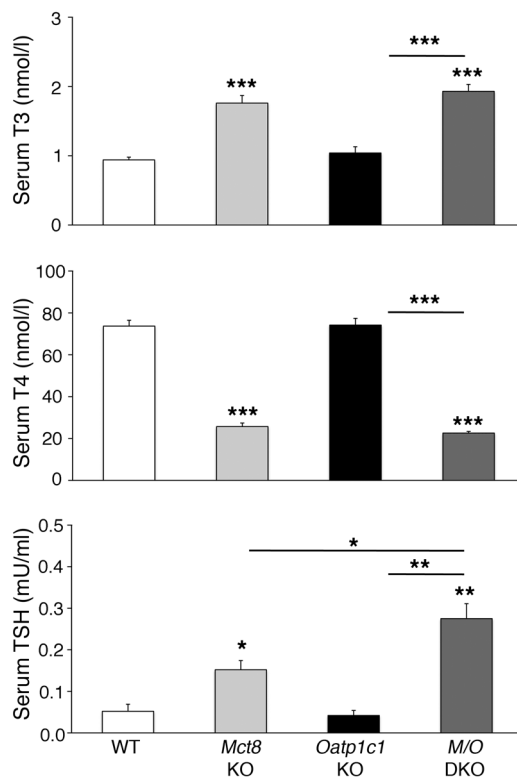 Serum T3 (nmol/l)
3
2
1
0
***
***
***
Serum T4 (nmol/l)
100
80
60
40
20
0
***
***
***
Serum TSH (mU/ml)
0.5
0.4
0.3
0.2
0.1
0.0
*
**
**
*
WT
Mct8
KO
Oatp1c1
KO
M/O
DKO